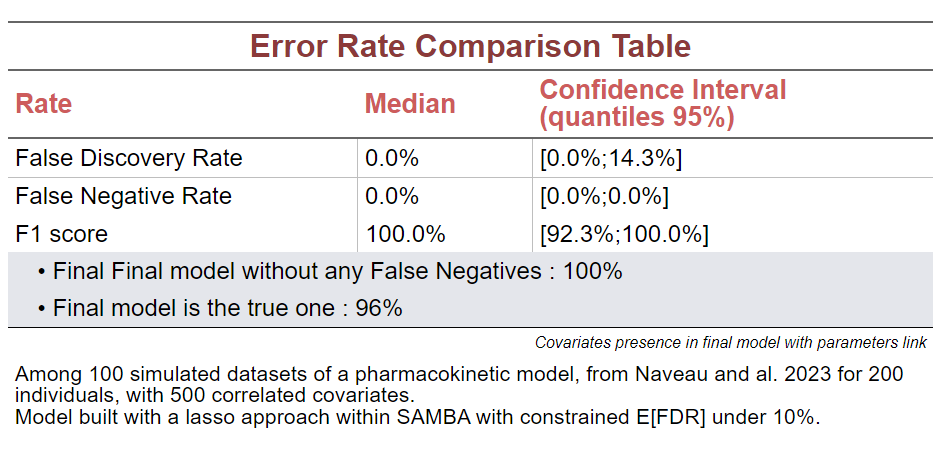 Error Rate Comparison Table
Rate Median Confidence Interval
(quantiles 95%)
False Discovery Rate 0.0% [0.0%;14.3%]
False Negative Rate 0.0% [0.0%;0.0%]
F1 score 100.0% [92.3%;100.0%]
• Final Final model without any False Negatives : 100%
• Final model is the true one : 96%
Covariates presence in final model with parameters link
Among 100 simulated datasets of a pharmacokinetic model, from Naveau and al. 2023 for 200
individuals, with 500 correlated covariates.
Model built with a lasso approach within SAMBA with constrained E[FDR] under 10%.